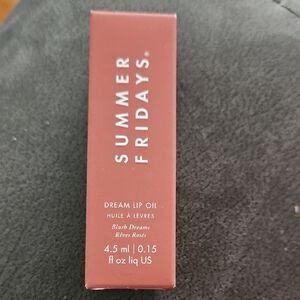 SUMMER
FRIDAYS®
DREAM LIP OIL
HUILE À LÈVRES
Blush Dreams
Rêves Rosés
4.5 ml | 0.15
fl oz liq US